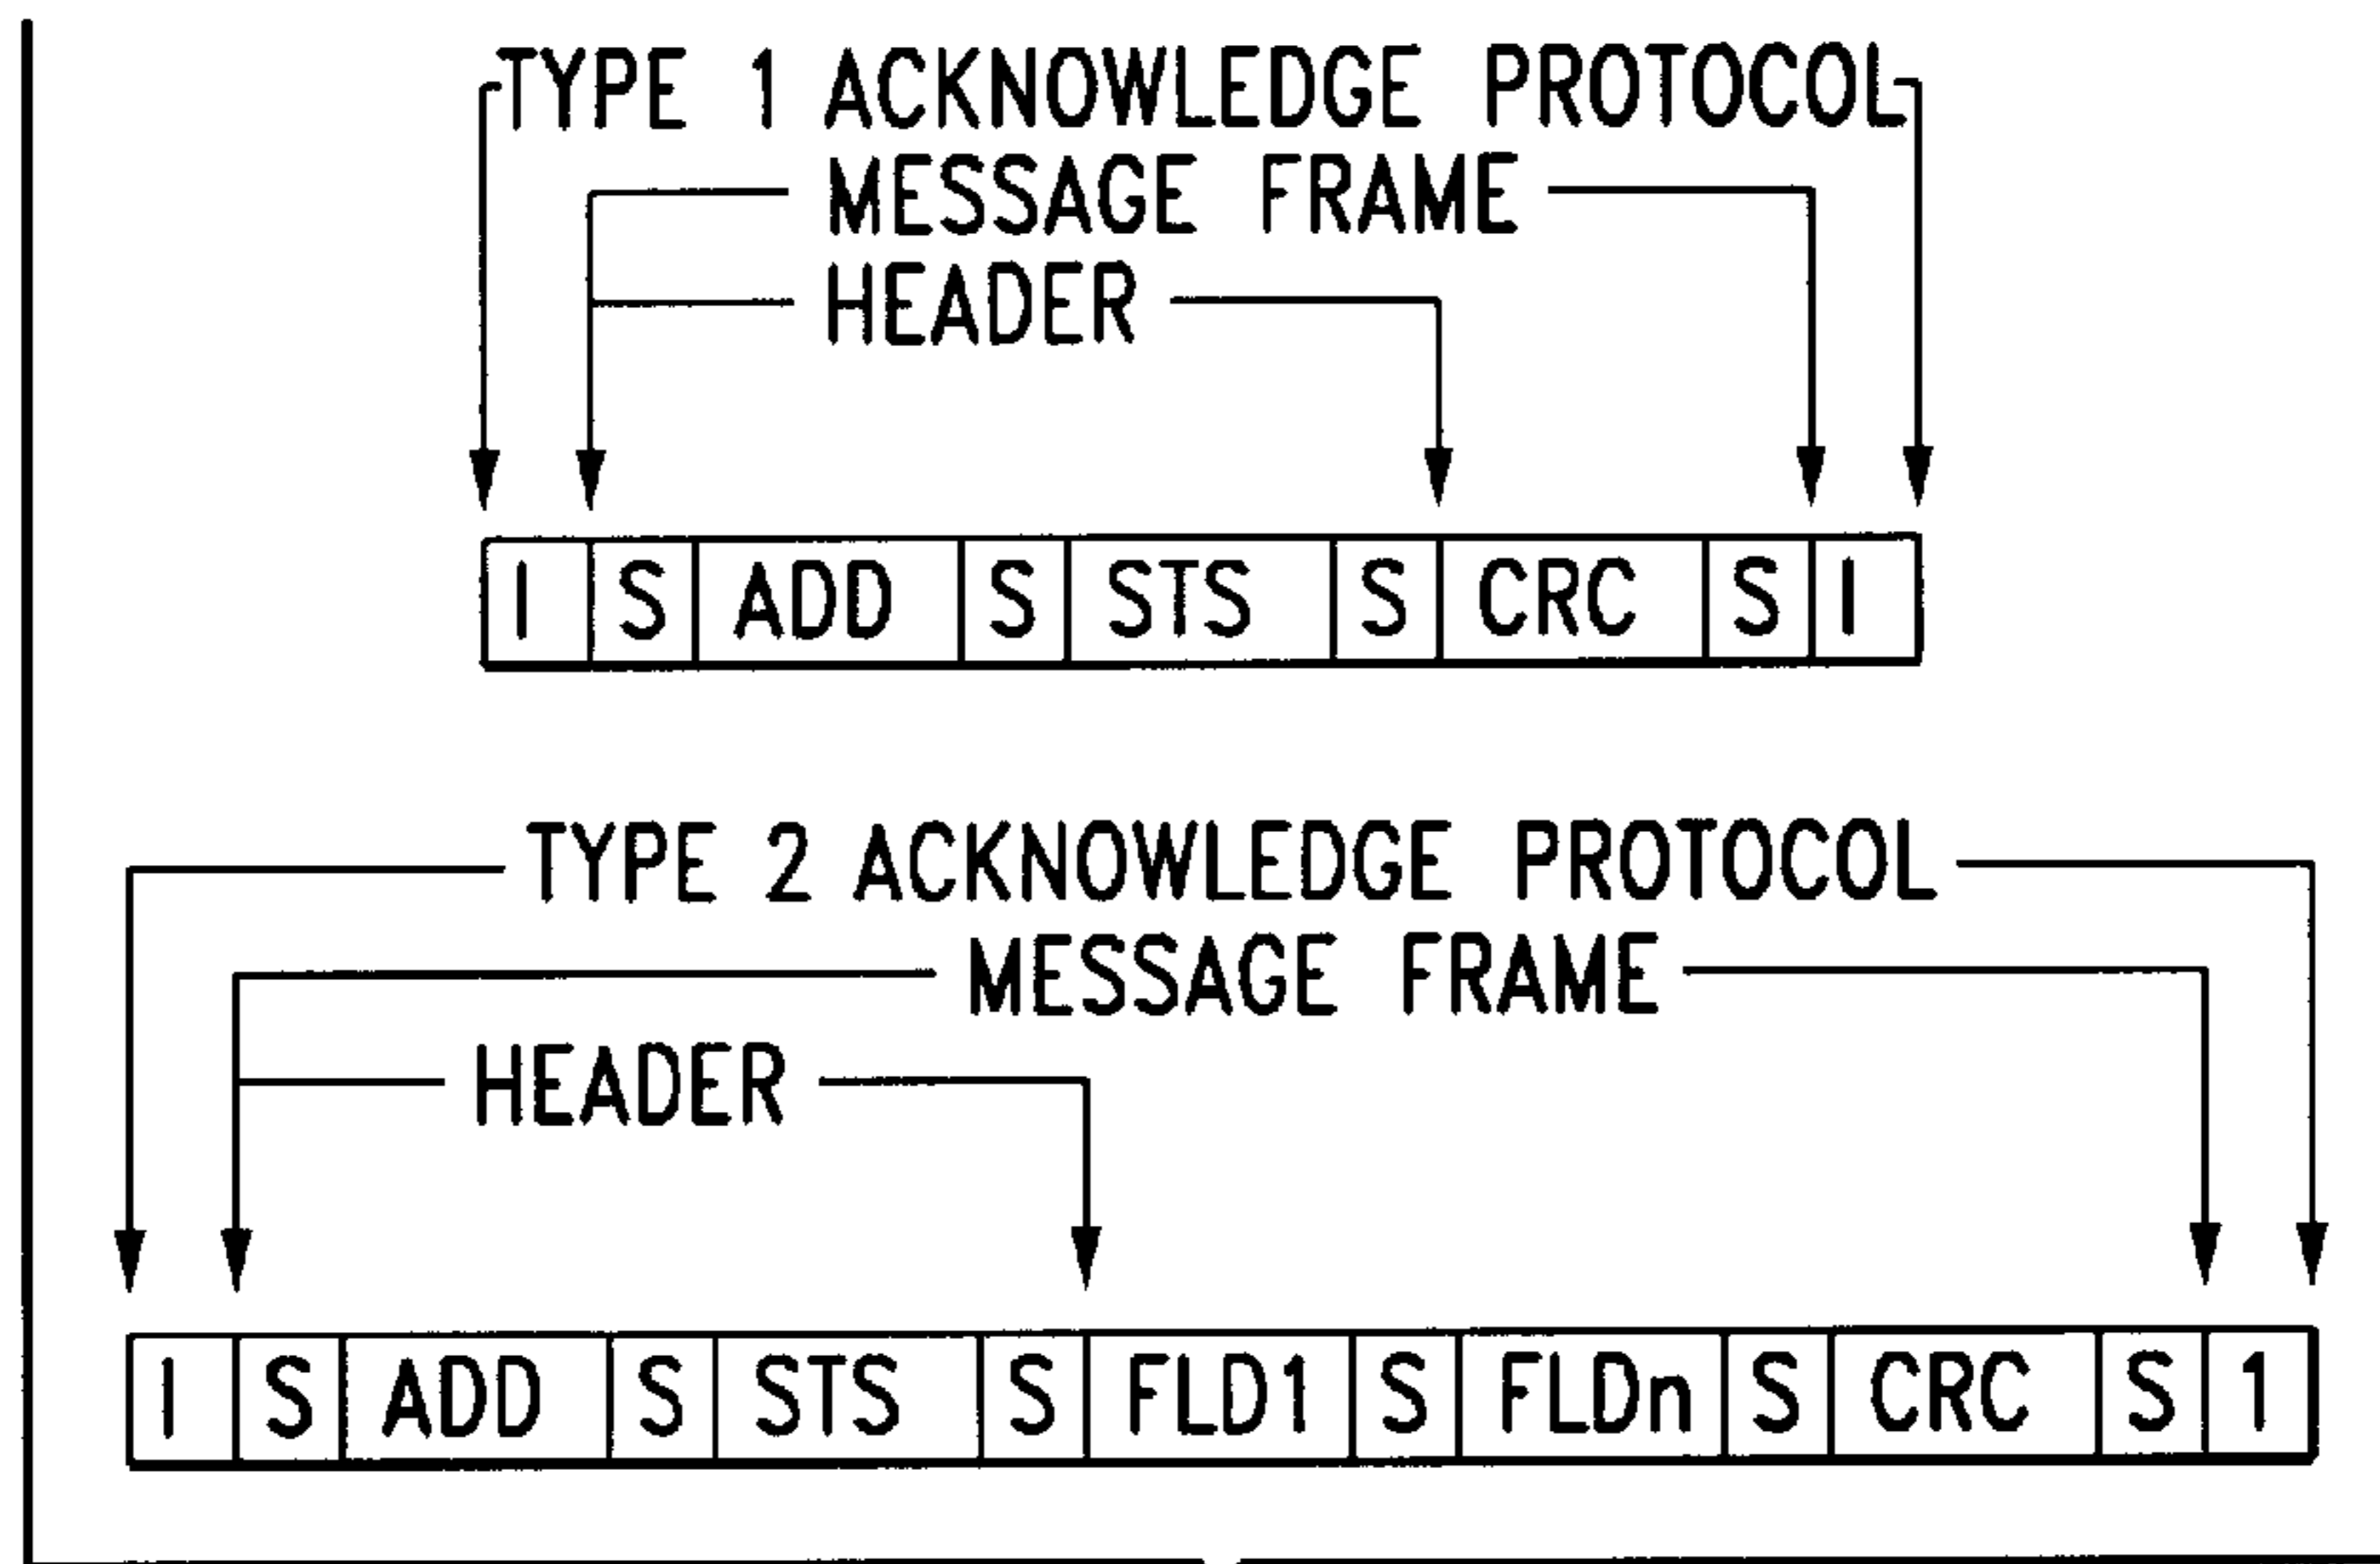 TYPE 1 ACKNOWLEDGE PROTOCOL
MESSAGE FRAME
HEADER
I S ADD S STS S CRC S I
TYPE 2 ACKNOWLEDGE PROTOCOL
MESSAGE FRAME
HEADER
I S ADD S STS S FLD1 S FLDn S CRC S 1